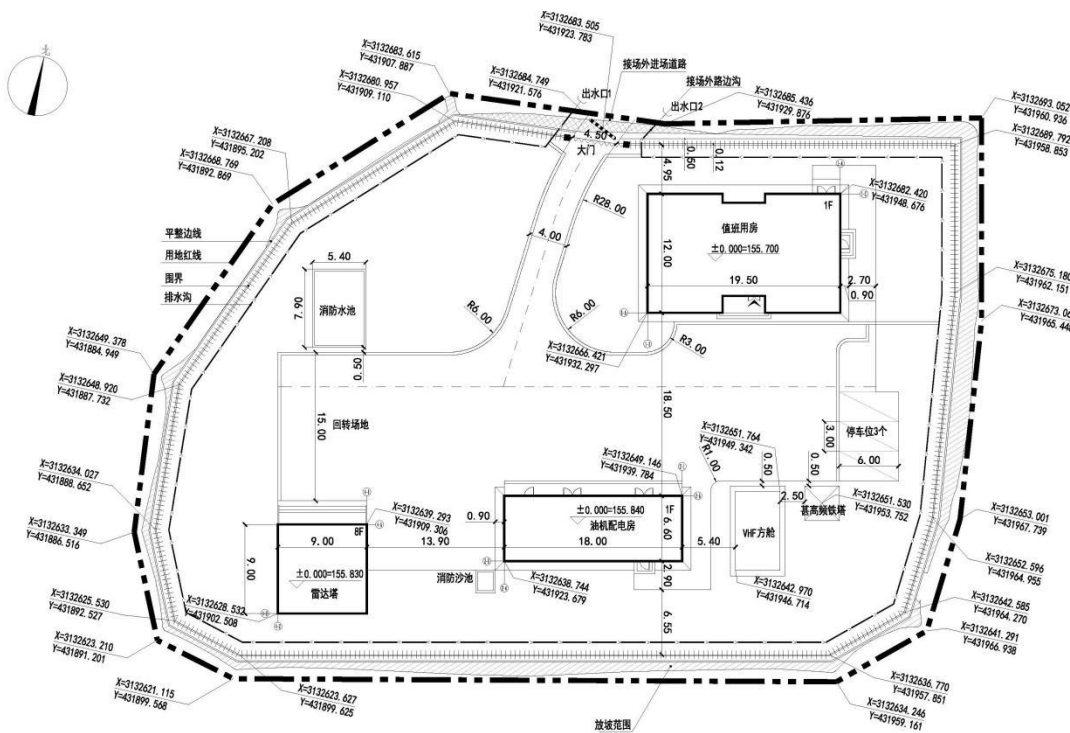 X=3132683.505
Y=431923.783
北
X=3132683.615
Y=431907.887
X=3132684.749
Y=431921.576
接场外进场道路
接场外路边沟
出水口1
出水口2
X=3132685.436
Y=431929.876
X=3132693.052
Y=431960.936
X=3132689.792
Y=431958.853
X=3132680.957
Y=431909.110
X=3132667.208
Y=431895.202
X=3132668.769
Y=431892.869
4.50
大门
4.95
0.50
0.12
X=3132682.420
Y=431948.676
1F
值班用房
±0.000=155.700
R28.00
4.00
12.00
19.50
2.70
0.90
平整边线
用地红线
围界
排水沟
5.40
7.90
消防水池
R6.00
R6.00
R3.00
0.50
X=3132675.180
Y=431962.151
X=3132673.06
Y=431965.44
X=3132666.421
Y=431932.297
X=3132649.378
Y=431884.949
X=3132648.920
Y=431887.732
15.00
回转场地
18.50
X=3132651.764
Y=431949.342
3.00
停车位3个
6.00
X=3132649.146
Y=431939.784
R1.00
0.50
0.50
2.50
X=3132651.530
Y=431953.752
甚高频铁塔
X=3132634.027
Y=431888.652
X=3132633.349
Y=431886.516
X=3132639.293
Y=431909.306
8F
9.00
9.00
±0.000=155.830
雷达塔
13.90
0.90
±0.000=155.840
1F
油机配电房
6.60
18.00
5.40
VHF方舱
X=3132653.001
Y=431967.739
X=3132652.596
Y=431964.955
消防沙池
X=3132638.744
Y=431923.679
2.90
X=3132642.970
Y=431946.714
X=3132642.585
Y=431964.270
X=3132641.291
Y=431966.938
X=3132625.530
Y=431892.527
X=3132628.532
Y=431902.508
X=3132623.210
Y=431891.201
6.55
X=3132621.115
Y=431899.568
X=3132623.627
Y=431899.625
X=3132636.770
Y=431957.851
X=3132634.246
Y=431959.161
放坡范围